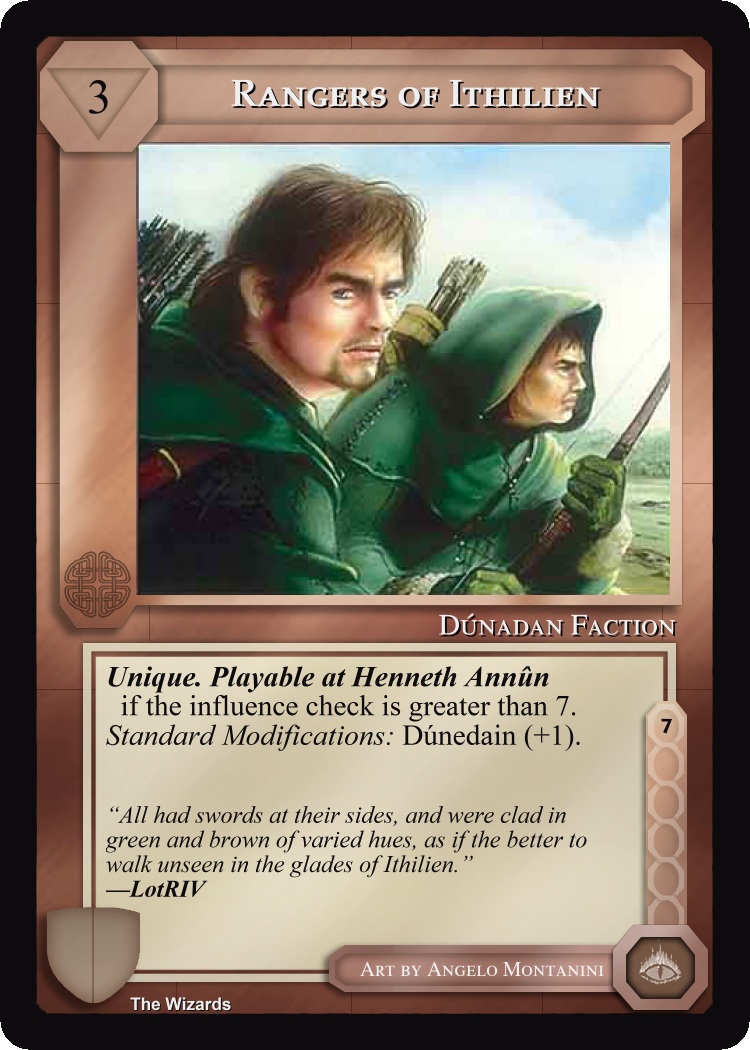 3
Rangers of Ithilien
Dúnadan Faction
Unique. Playable at Henneth Annûn
if the influence check is greater than 7.
Standard Modifications: Dúnedain (+1).
7
“All had swords at their sides, and were clad in
green and brown of varied hues, as if the better to
walk unseen in the glades of Ithilien.”
—LotRIV
Art by Angelo Montanini
The Wizards